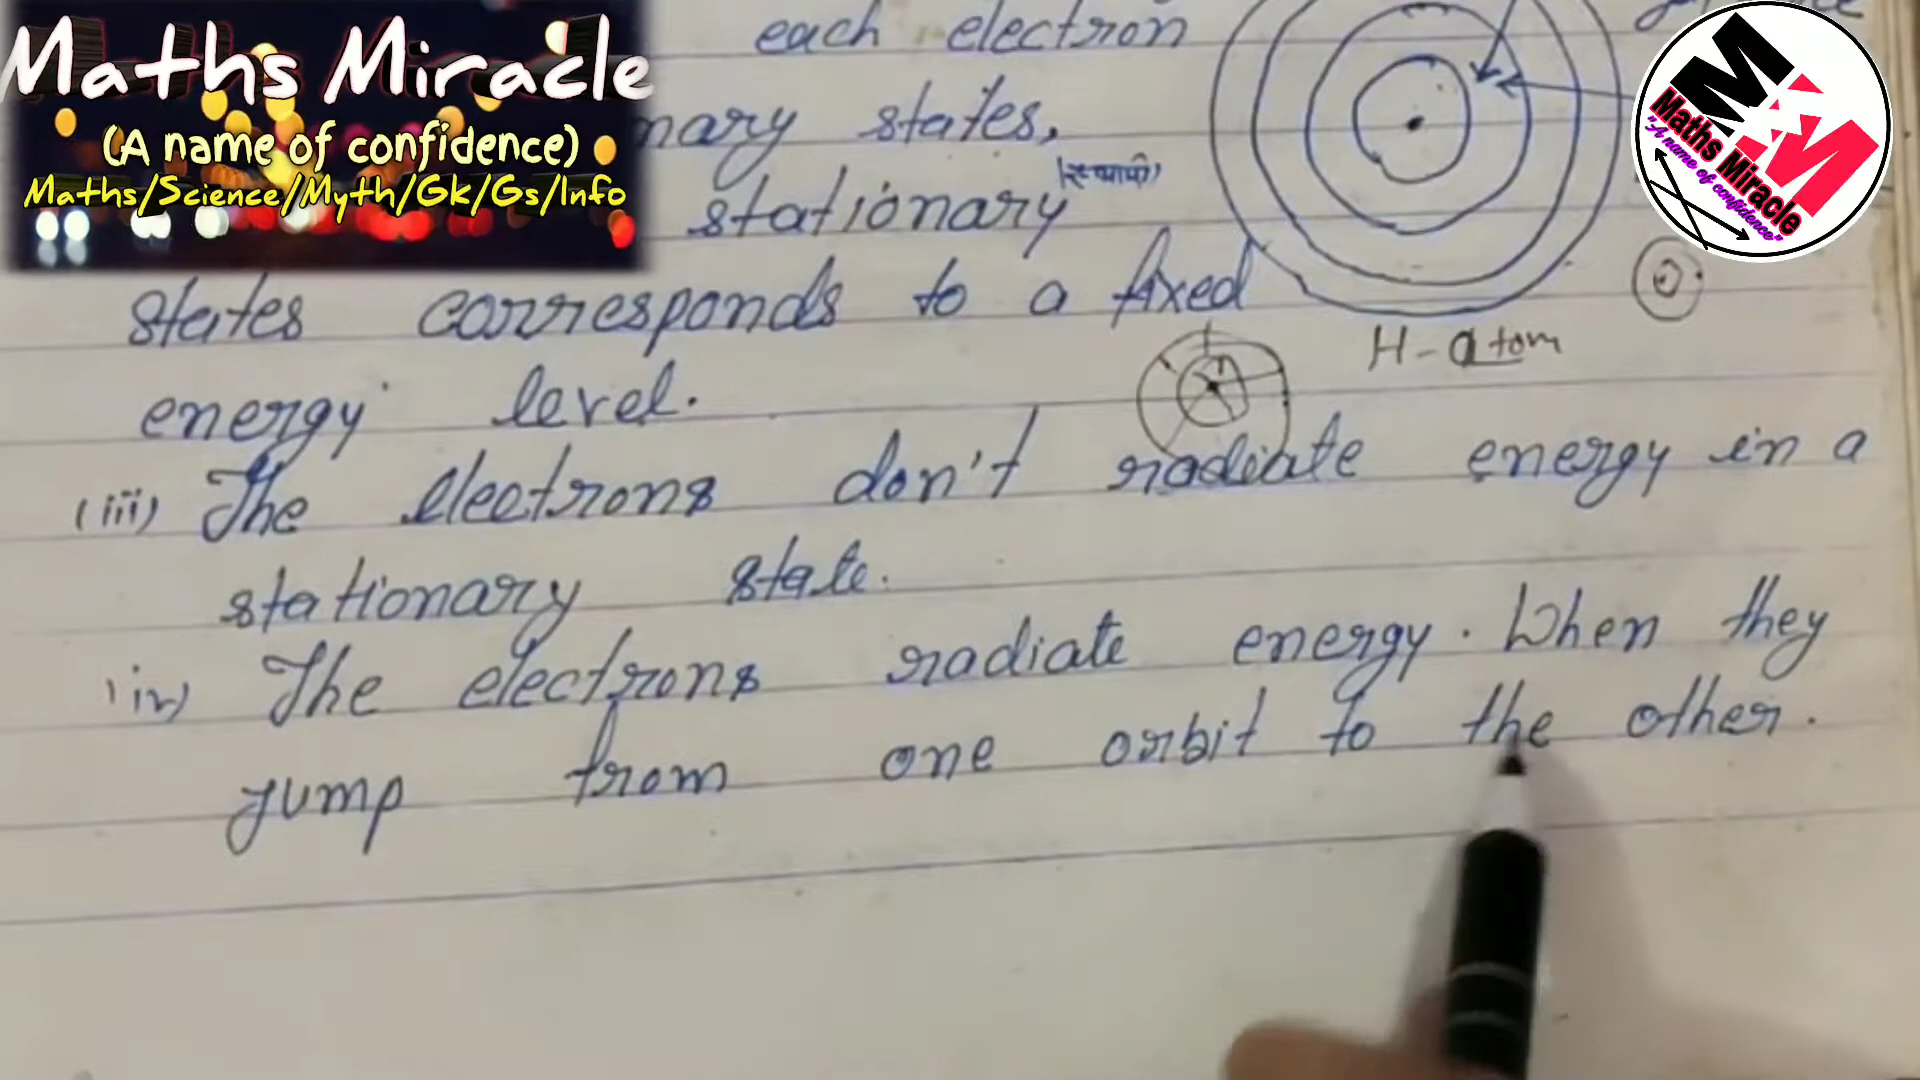 Maths Miracle
(A name of confidence)
Maths/Science/Myth/Gk/Gs/Info
each electron
nary states,
stationary (स्थायी)
states corresponds to a fixed
energy level.
H-atom
(iii) The electrons don't radiate energy in a
stationary state.
iv) The electrons radiate energy. When they
jump from one orbit to the other.
MM
Maths Miracle
"A name of confidence"